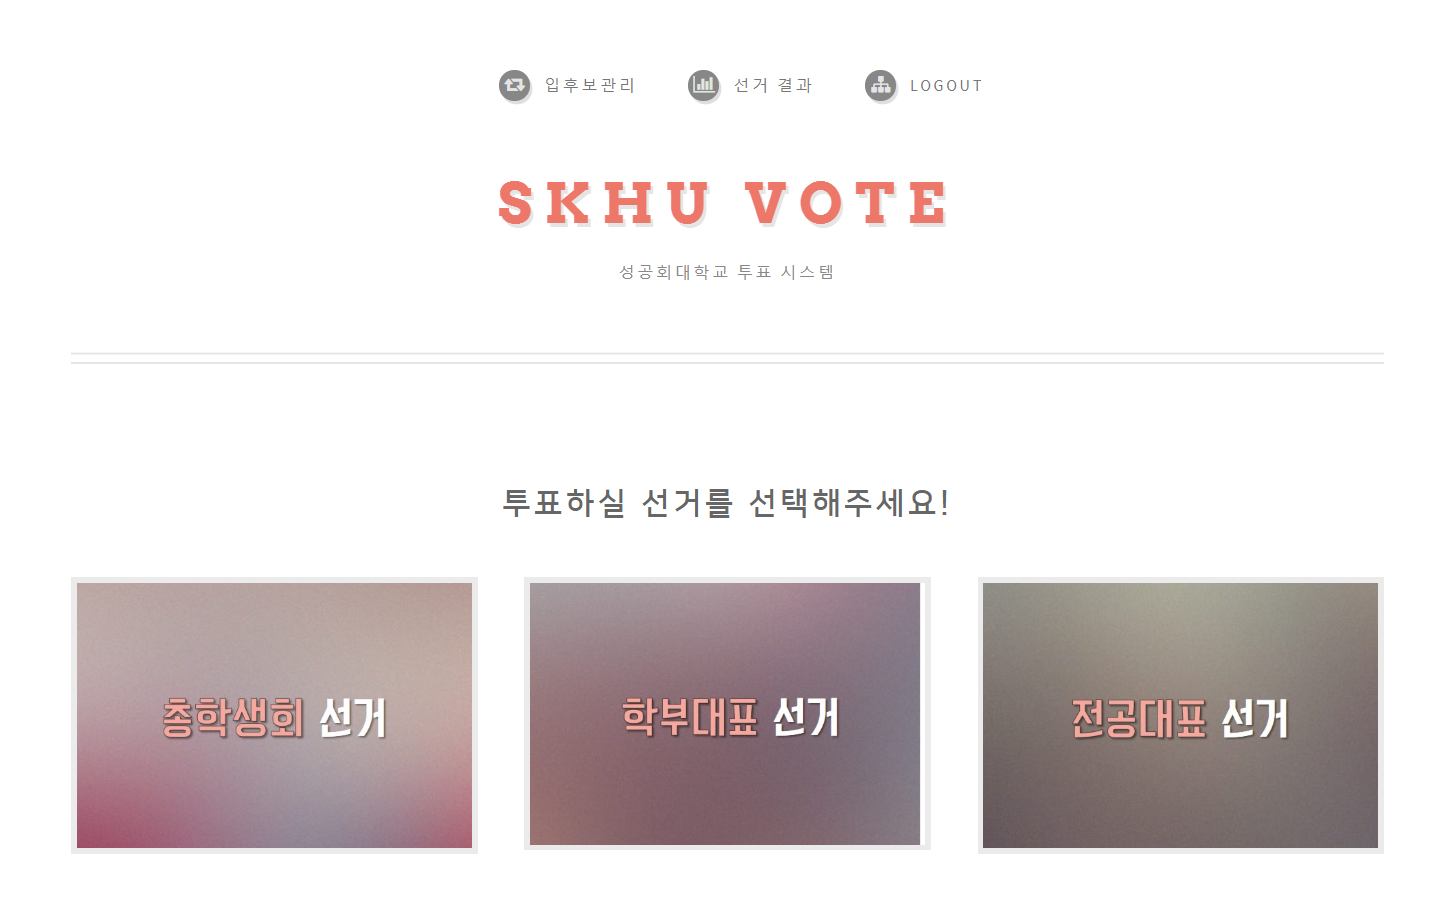 입후보관리 선거 결과 LOGOUT
SKHU VOTE
성공회대학교 투표 시스템
투표하실 선거를 선택해주세요!
총학생회 선거
학부대표 선거
전공대표 선거